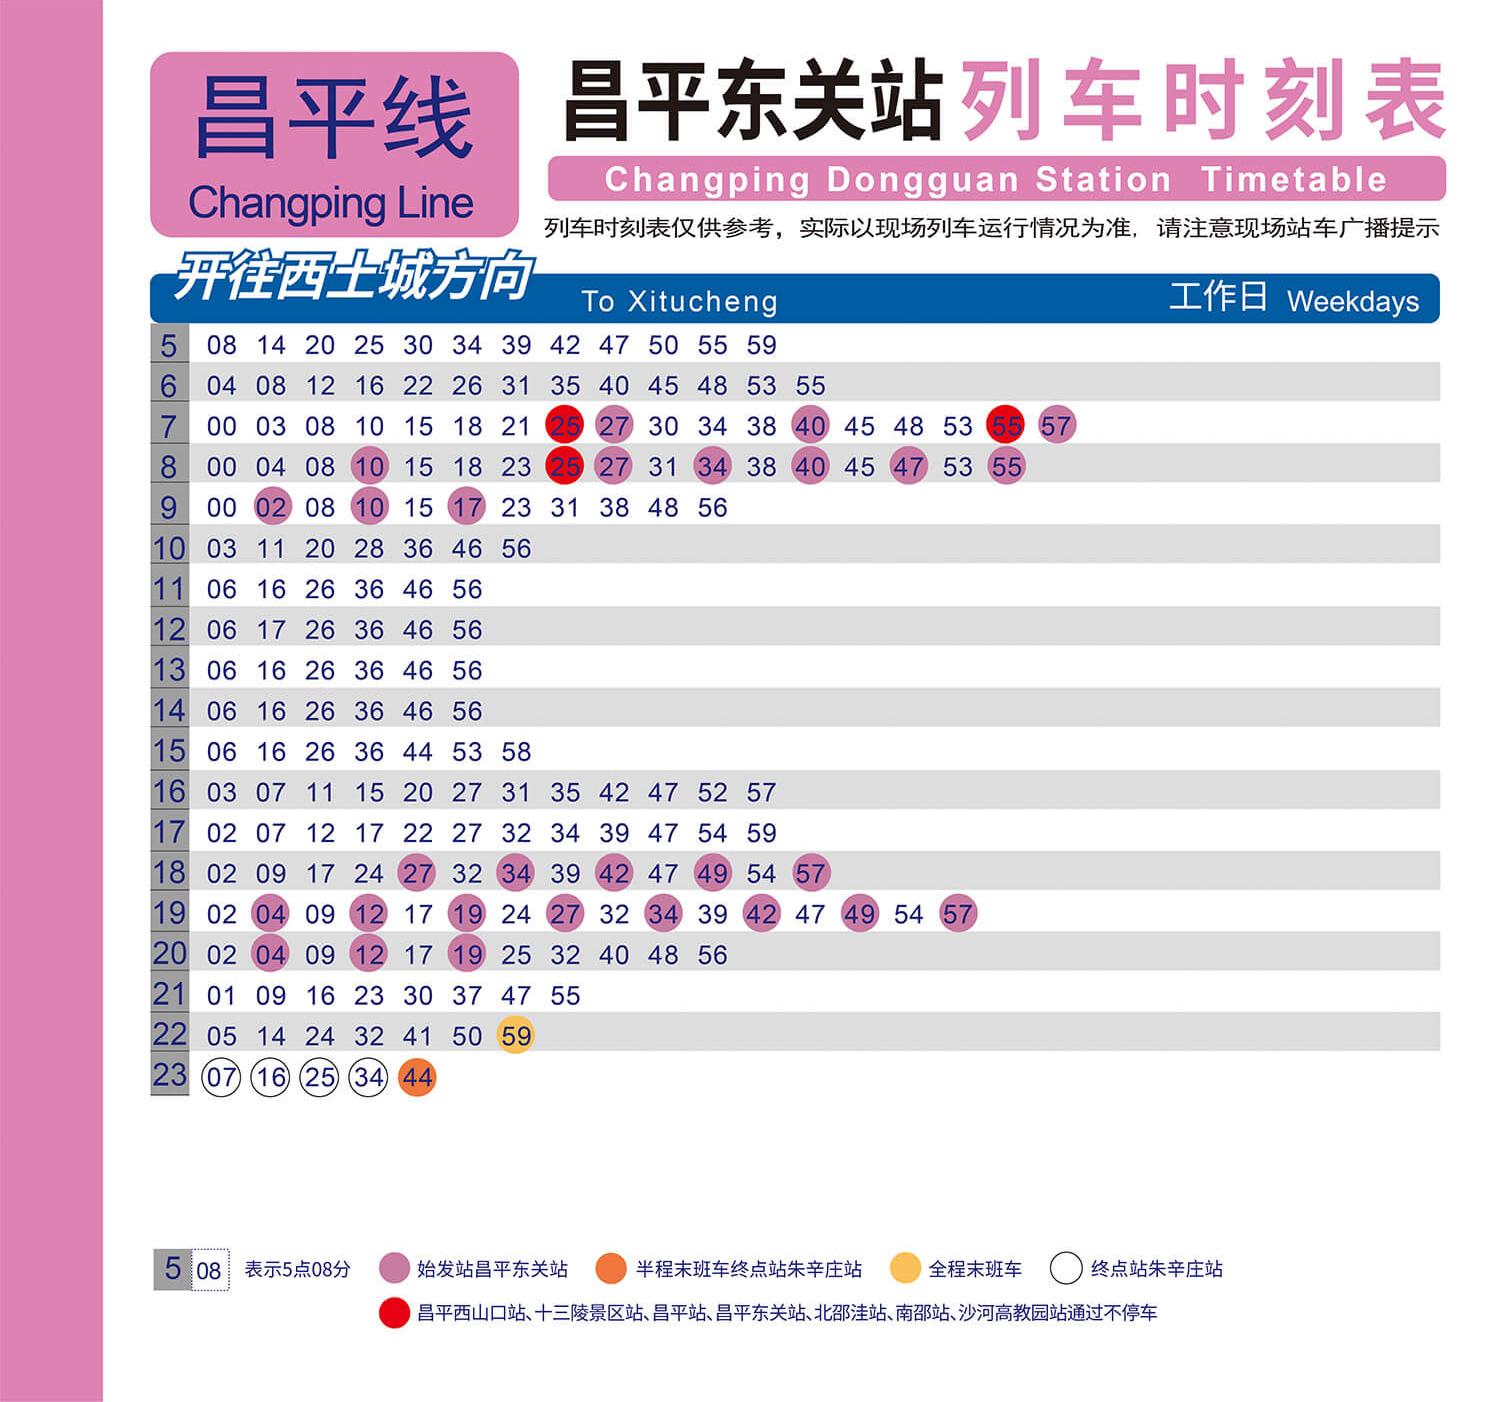 昌平线
Changping Line
昌平东关站列车时刻表
Changping Dongguan Station Timetable
列车时刻表仅供参考，实际以现场列车运行情况为准，请注意现场站车广播提示
开往西土城方向 To Xitucheng 工作日 Weekdays
5 08 14 20 25 30 34 39 42 47 50 55 59
6 04 08 12 16 22 26 31 35 40 45 48 53 55
7 00 03 08 10 15 18 21 25 27 30 34 38 40 45 48 53 55 57
8 00 04 08 10 15 18 23 25 27 31 34 38 40 45 47 53 55
9 00 02 08 10 15 17 23 31 38 48 56
10 03 11 20 28 36 46 56
11 06 16 26 36 46 56
12 06 17 26 36 46 56
13 06 16 26 36 46 56
14 06 16 26 36 46 56
15 06 16 26 36 44 53 58
16 03 07 11 15 20 27 31 35 42 47 52 57
17 02 07 12 17 22 27 32 34 39 47 54 59
18 02 09 17 24 27 32 34 39 42 47 49 54 57
19 02 04 09 12 17 19 24 27 32 34 39 42 47 49 54 57
20 02 04 09 12 17 19 25 32 40 48 56
21 01 09 16 23 30 37 47 55
22 05 14 24 32 41 50 59
23 07 16 25 34 44
5 08 表示5点08分 始发站昌平东关站 半程末班车终点站朱辛庄站 全程末班车 终点站朱辛庄站
昌平西山口站、十三陵景区站、昌平站、昌平东关站、北邵洼站、南邵站、沙河高教园站通过不停车